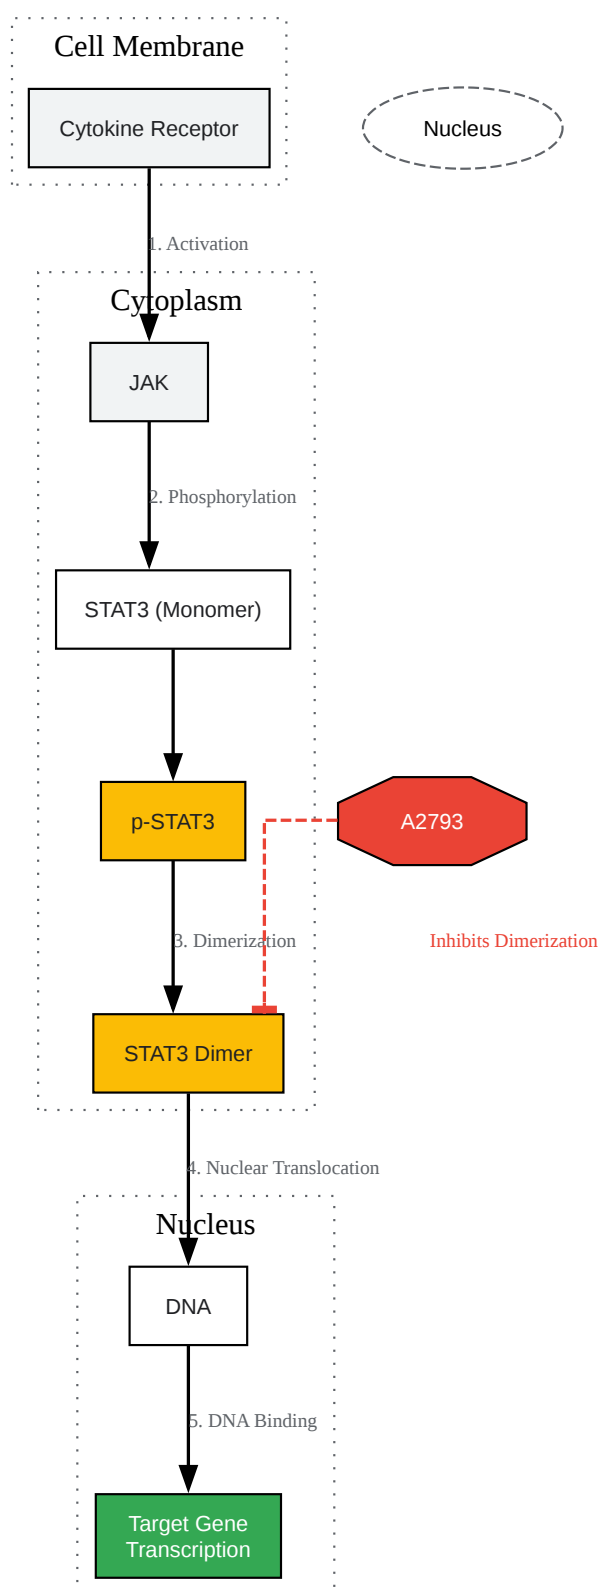 Cell Membrane
Cytokine Receptor
Nucleus
1. Activation
Cytoplasm
JAK
2. Phosphorylation
STAT3 (Monomer)
p-STAT3
A2793
3. Dimerization
Inhibits Dimerization
STAT3 Dimer
4. Nuclear Translocation
Nucleus
DNA
5. DNA Binding
Target Gene
Transcription